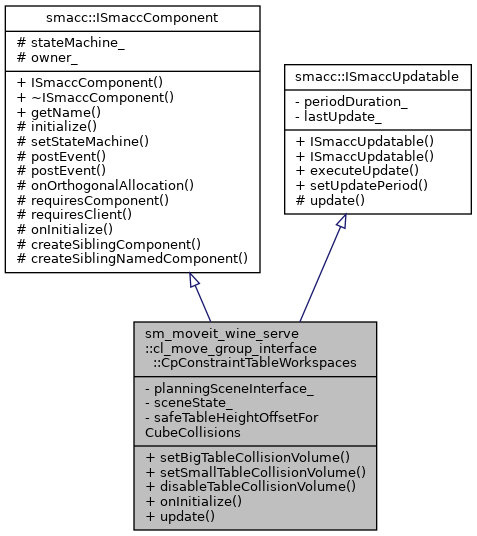 smacc::ISmaccComponent
# stateMachine_
# owner_
+ ISmaccComponent()
+ ~ISmaccComponent()
+ getName()
# initialize()
# setStateMachine()
# postEvent()
# postEvent()
# onOrthogonalAllocation()
# requiresComponent()
# requiresClient()
# onInitialize()
# createSiblingComponent()
# createSiblingNamedComponent()
smacc::ISmaccUpdatable
- periodDuration_
- lastUpdate_
+ ISmaccUpdatable()
+ ISmaccUpdatable()
+ executeUpdate()
+ setUpdatePeriod()
# update()
sm_moveit_wine_serve
::cl_move_group_interface
::CpConstraintTableWorkspaces
- planningSceneInterface_
- sceneState_
- safeTableHeightOffsetFor
CubeCollisions
+ setBigTableCollisionVolume()
+ setSmallTableCollisionVolume()
+ disableTableCollisionVolume()
+ onInitialize()
+ update()